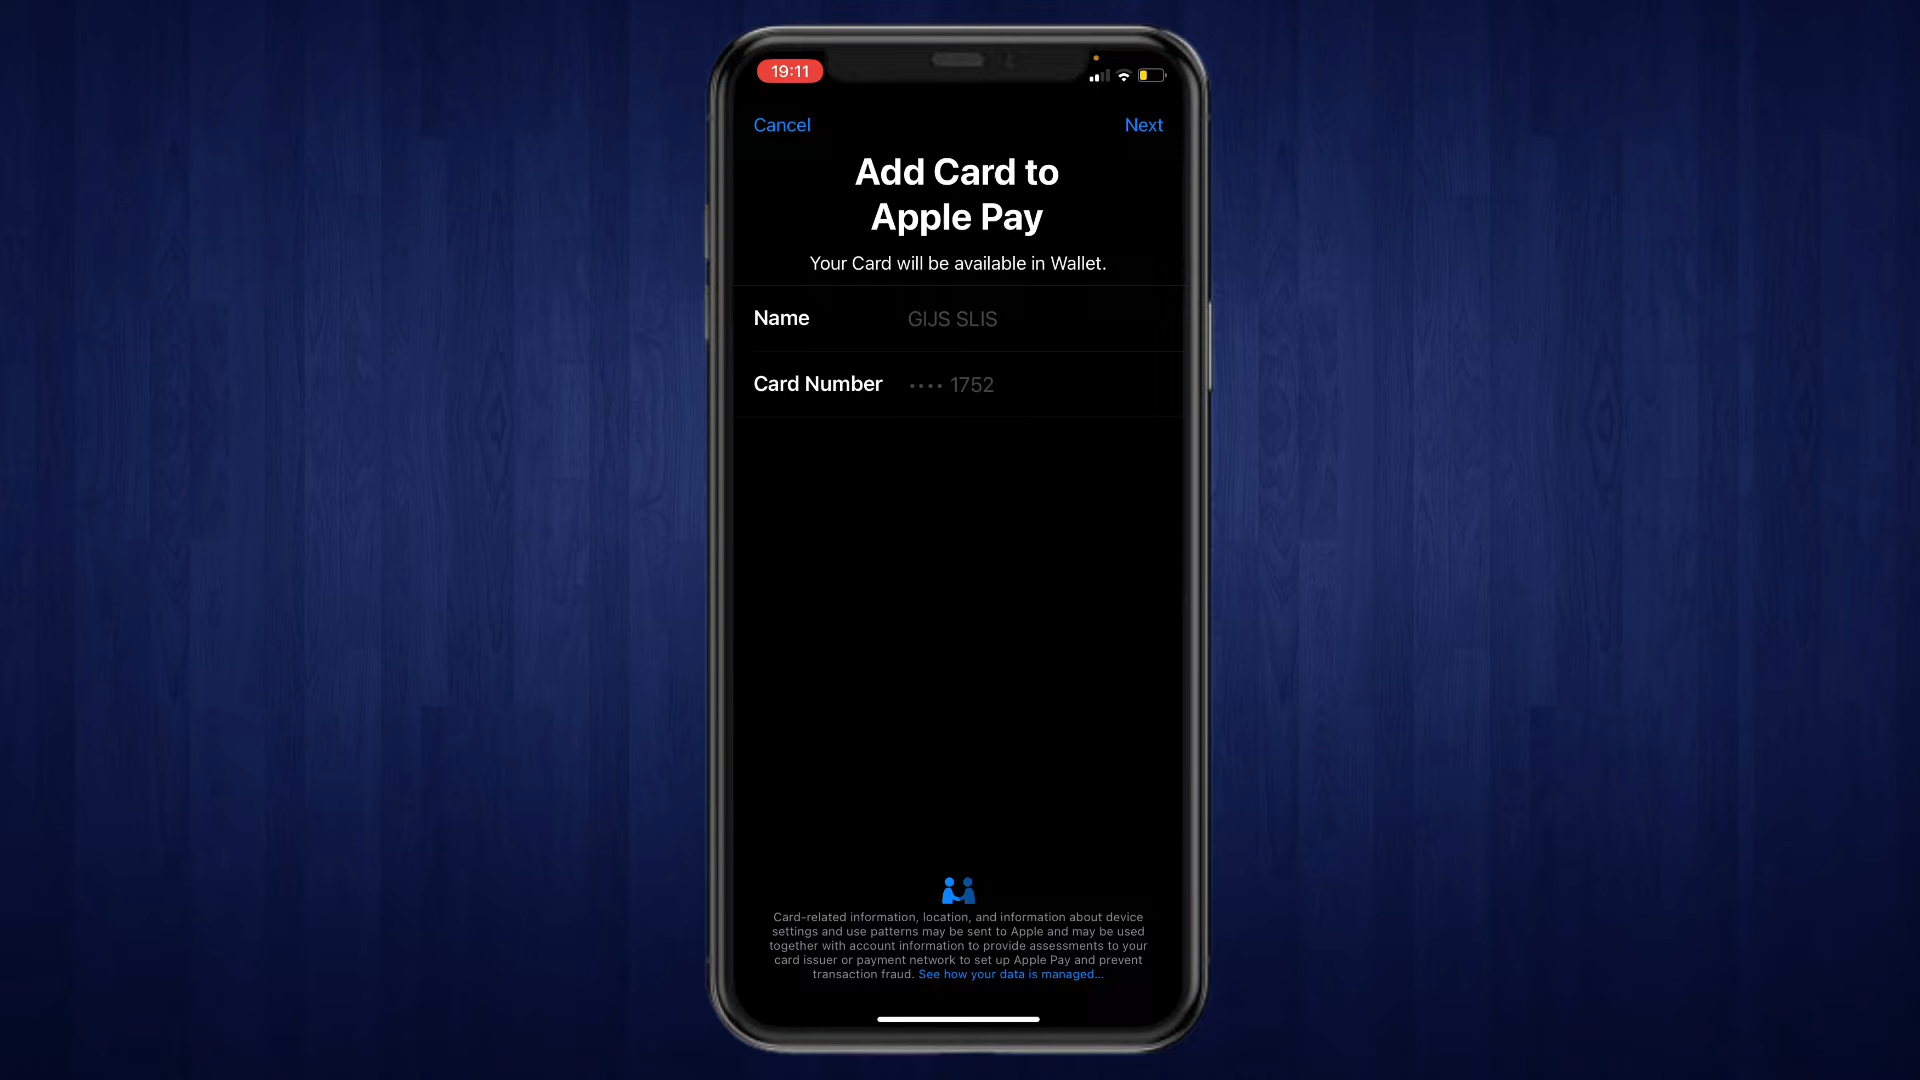 19:11
Cancel
Next
Add Card to
Apple Pay
Your Card will be available in Wallet.
Name GIJS SLIS
Card Number •••• 1752
Card-related information, location, and information about device
settings and use patterns may be sent to Apple and may be used
together with account information to provide assessments to your
card issuer or payment network to set up Apple Pay and prevent
transaction fraud. See how your data is managed...